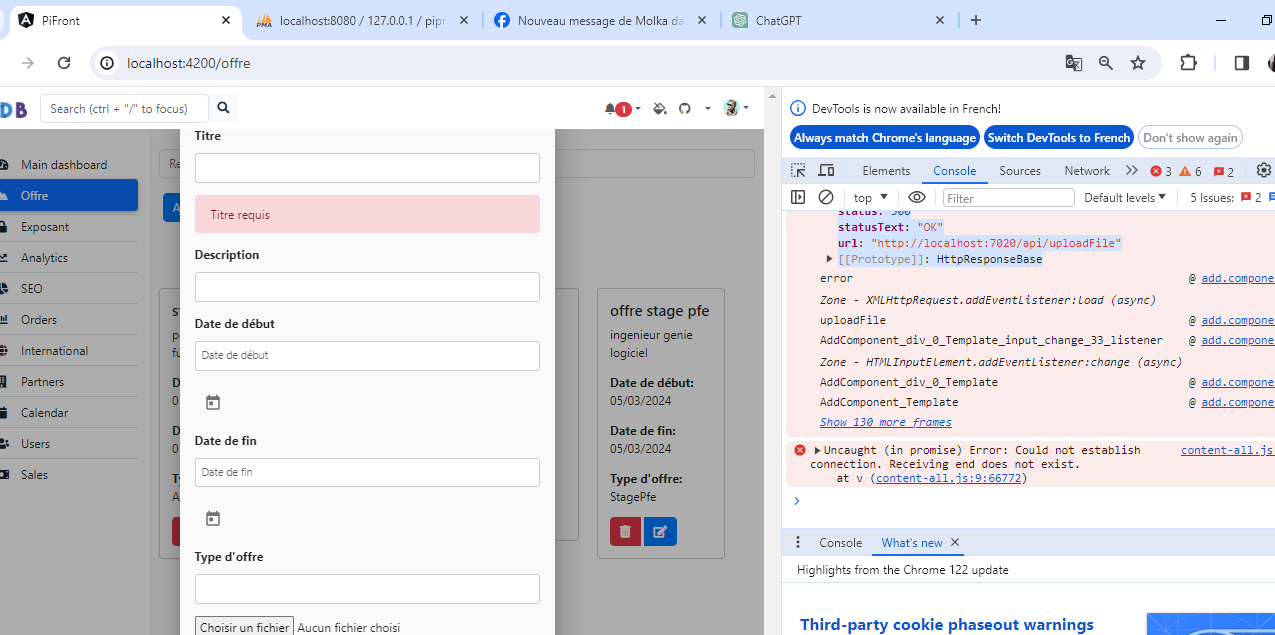 PiFront
localhost:8080 / 127.0.0.1 / pipr
Nouveau message de Molka da
ChatGPT
localhost:4200/offre
DB
Search (ctrl + "/" to focus)
1
Main dashboard
Offre
Exposant
Analytics
SEO
Orders
International
Partners
Calendar
Users
Sales
Titre
Titre requis
Description
Date de début
Date de début
Date de fin
Date de fin
Type d'offre
Choisir un fichier Aucun fichier choisi
offre stage pfe
ingenieur genie
logiciel
Date de début:
05/03/2024
Date de fin:
05/03/2024
Type d'offre:
StagePfe
DevTools is now available in French!
Always match Chrome's language Switch DevTools to French Don't show again
Elements Console Sources Network 3 6 2
top Filter Default levels 5 Issues: 2
status: 500
statusText: "OK"
url: "http://localhost:7020/api/uploadFile"
[[Prototype]]: HttpResponseBase
error @ add.compone
Zone - XMLHttpRequest.addEventListener:load (async)
uploadFile @ add.compone
AddComponent_div_0_Template_input_change_33_listener @ add.compone
Zone - HTMLInputElement.addEventListener:change (async)
AddComponent_div_0_Template @ add.compone
AddComponent_Template @ add.compone
Show 130 more frames
Uncaught (in promise) Error: Could not establish content-all.js
connection. Receiving end does not exist.
at v (content-all.js:9:66772)
Console What's new
Highlights from the Chrome 122 update
Third-party cookie phaseout warnings